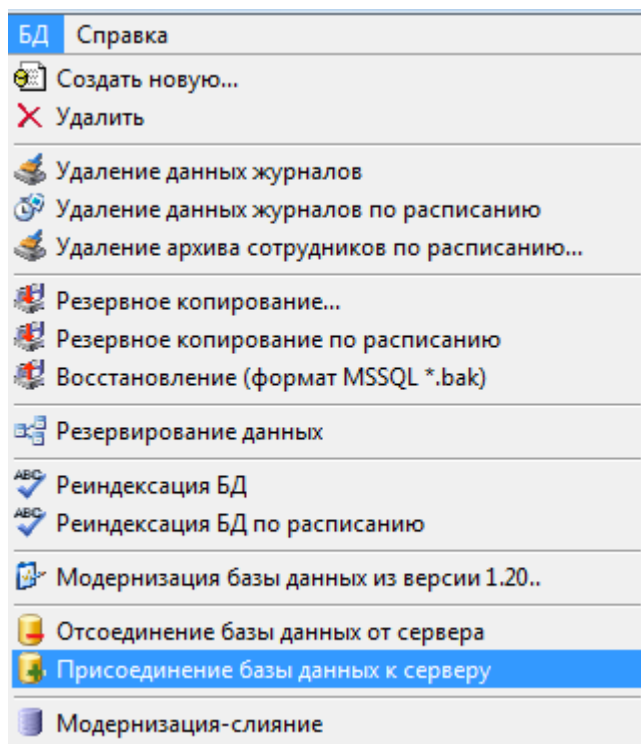 БД Справка
Создать новую...
Удалить
Удаление данных журналов
Удаление данных журналов по расписанию
Удаление архива сотрудников по расписанию...
Резервное копирование...
Резервное копирование по расписанию
Восстановление (формат MSSQL *.bak)
Резервирование данных
ABC Реиндексация БД
ABC Реиндексация БД по расписанию
Модернизация базы данных из версии 1.20..
Отсоединение базы данных от сервера
Присоединение базы данных к серверу
Модернизация-слияние